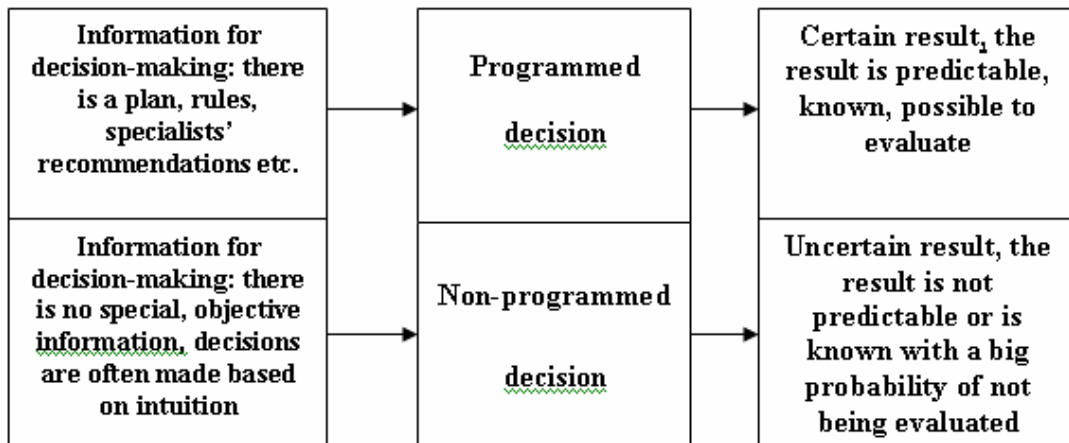 Information for
decision-making: there
is a plan, rules,
specialists’
recommendations etc.
Programmed
decision
Certain result, the
result is predictable,
known, possible to
evaluate
Information for
decision-making: there
is no special, objective
information, decisions
are often made based
on intuition
Non-programmed
decision
Uncertain result, the
result is not
predictable or is
known with a big
probability of not
being evaluated